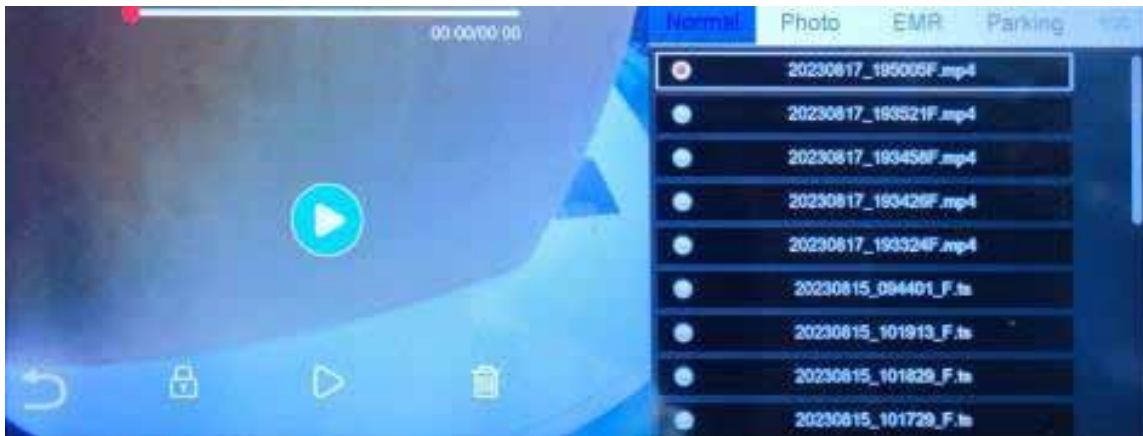 00:00/00:00
Normal Photo EMR Parking
20230817_195005F.mp4
20230817_193521F.mp4
20230817_193456F.mp4
20230817_193426F.mp4
20230817_193324F.mp4
20230815_094401_F.ts
20230815_101913_F.ts
20230815_101829_F.ts
20230815_101729_F.ts